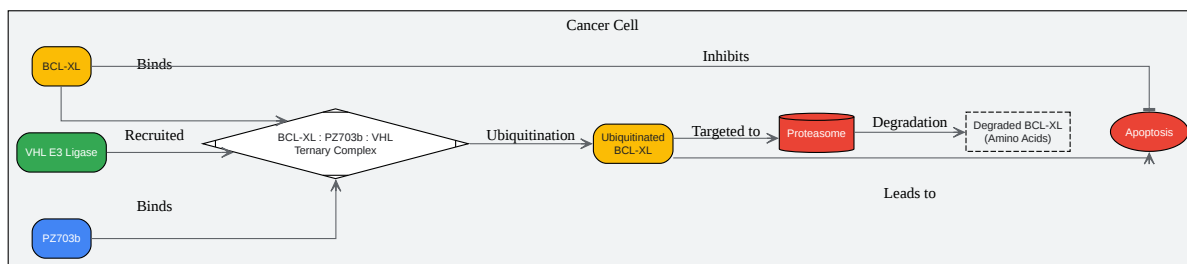 Cancer Cell
BCL-XL
Binds
Inhibits
VHL E3 Ligase
Recruited
BCL-XL : PZ703b : VHL
Ternary Complex
Ubiquitination
Ubiquitinated
BCL-XL
Targeted to
Proteasome
Degradation
Degraded BCL-XL
(Amino Acids)
Apoptosis
Leads to
Binds
PZ703b